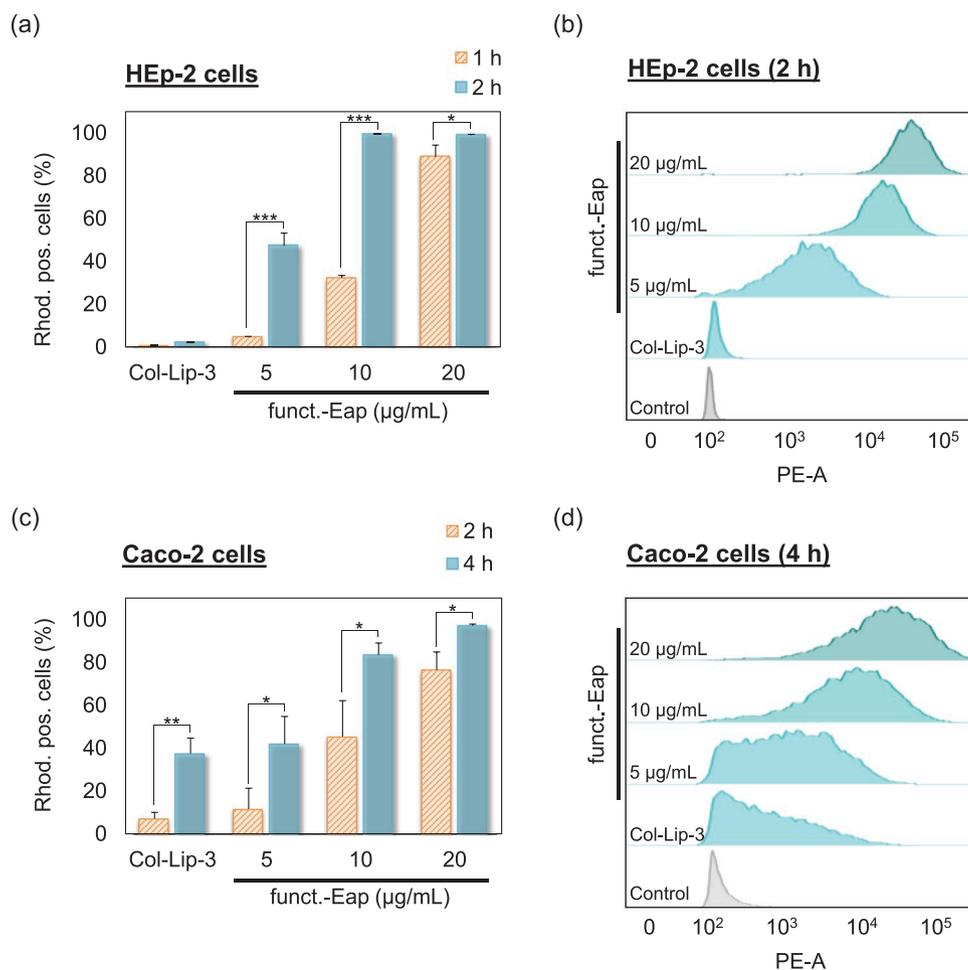 (a)
HEp-2 cells
1 h
2 h
Rhod. pos. cells (%)
100
80
60
40
20
0
***
***
*
Col-Lip-3
5
10
20
funct.-Eap (µg/mL)
(b)
HEp-2 cells (2 h)
funct.-Eap
20 µg/mL
10 µg/mL
5 µg/mL
Col-Lip-3
Control
0 10² 10³ 10⁴ 10⁵
PE-A
(c)
Caco-2 cells
2 h
4 h
Rhod. pos. cells (%)
100
80
60
40
20
0
**
*
*
*
Col-Lip-3
5
10
20
funct.-Eap (µg/mL)
(d)
Caco-2 cells (4 h)
funct.-Eap
20 µg/mL
10 µg/mL
5 µg/mL
Col-Lip-3
Control
0 10² 10³ 10⁴ 10⁵
PE-A